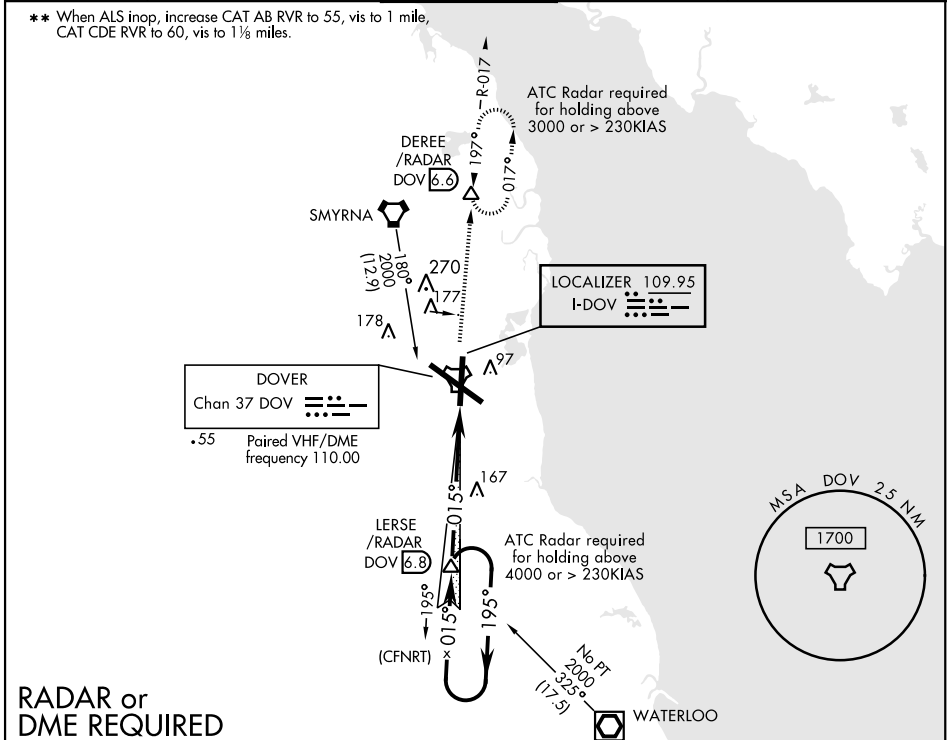 ** When ALS inop, increase CAT AB RVR to 55, vis to 1 mile,
CAT CDE RVR to 60, vis to 1⅛ miles.
R-017
ATC Radar required
for holding above
3000 or > 230KIAS
197°
017°
DEREE
/RADAR
DOV 6.6
SMYRNA
180°
2000
(12.9)
270
177
178
97
LOCALIZER 109.95
I-DOV
DOVER
Chan 37 DOV
.55
Paired VHF/DME
frequency 110.00
167
015°
LERSE
/RADAR
DOV 6.8
ATC Radar required
for holding above
4000 or > 230KIAS
195°
015°
195°
(CFNRT)
x
No PT
2000
325°
(17.5)
WATERLOO
MSA DOV 25 NM
1700
RADAR or
DME REQUIRED